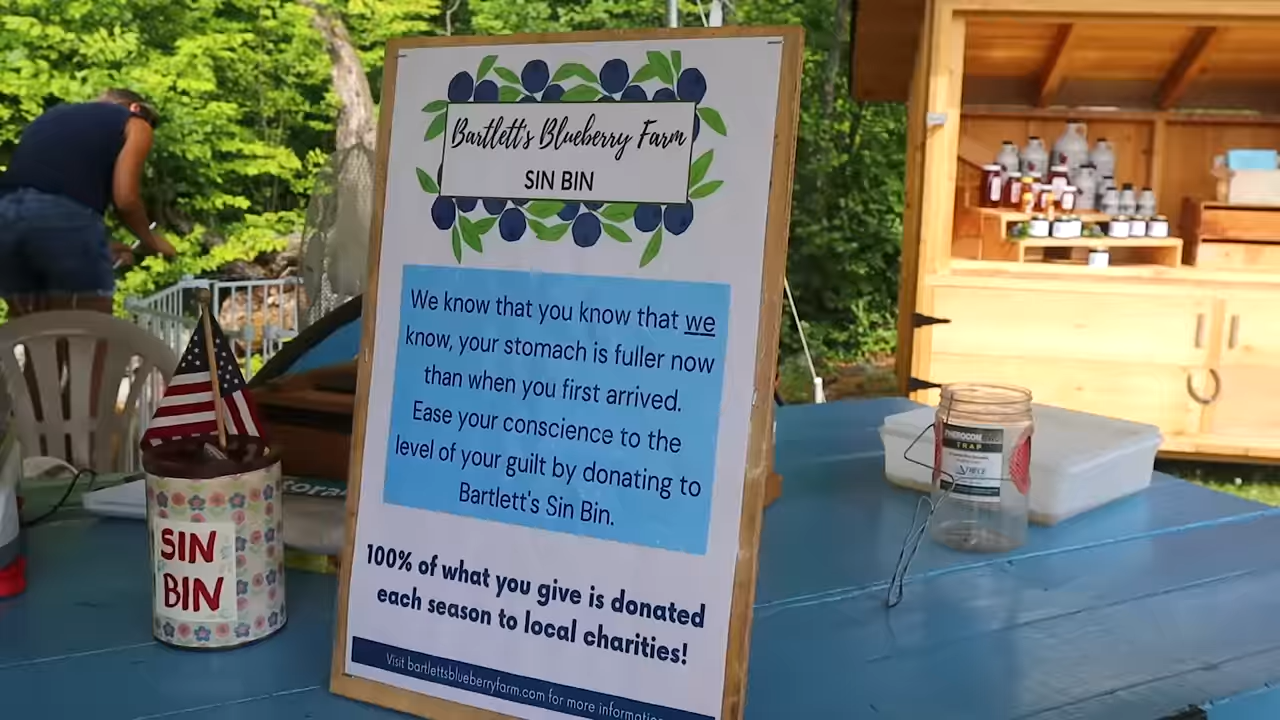 Bartlett's Blueberry Farm
SIN BIN
We know that you know that we
know, your stomach is fuller now
than when you first arrived.
Ease your conscience to the
level of your guilt by donating to
Bartlett's Sin Bin.
100% of what you give is donated
each season to local charities!
Visit bartlettsblueberryfarm.com for more information
SIN
BIN
PHEROCON
TRAP